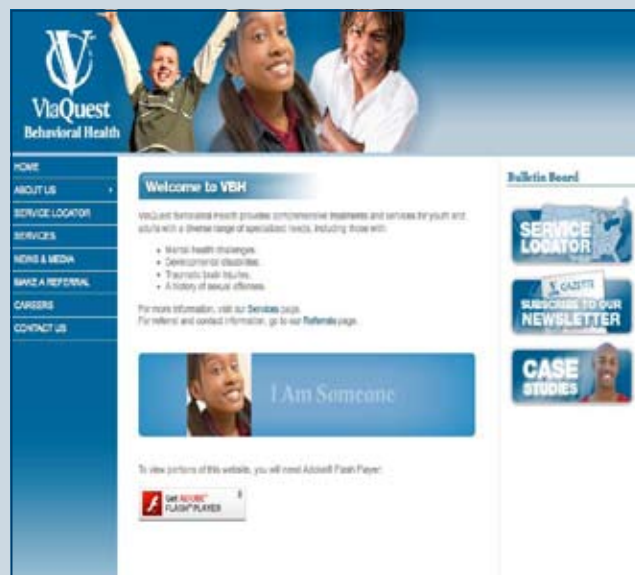 ViaQuest
Behavioral Health
HOME
ABOUT US
SERVICE LOCATOR
SERVICES
NEWS & MEDIA
MAKE A REFERRAL
CAREERS
CONTACT US
Welcome to VBH
ViaQuest Behavioral Health provides comprehensive treatments and services for youth and
adults with a diverse range of specialized needs, including those with:
Mental health challenges.
Developmental disabilities.
Traumatic brain injuries.
A history of sexual offenses.
For more information, visit our Services page.
For referral and contact information, go to our Referrals page.
I Am Someone
To view portions of this website, you will need Adobe® Flash Player:
Get ADOBE®
FLASH® PLAYER
Bulletin Board
SERVICE
LOCATOR
GAZETTE
SUBSCRIBE TO OUR
NEWSLETTER
CASE
STUDIES